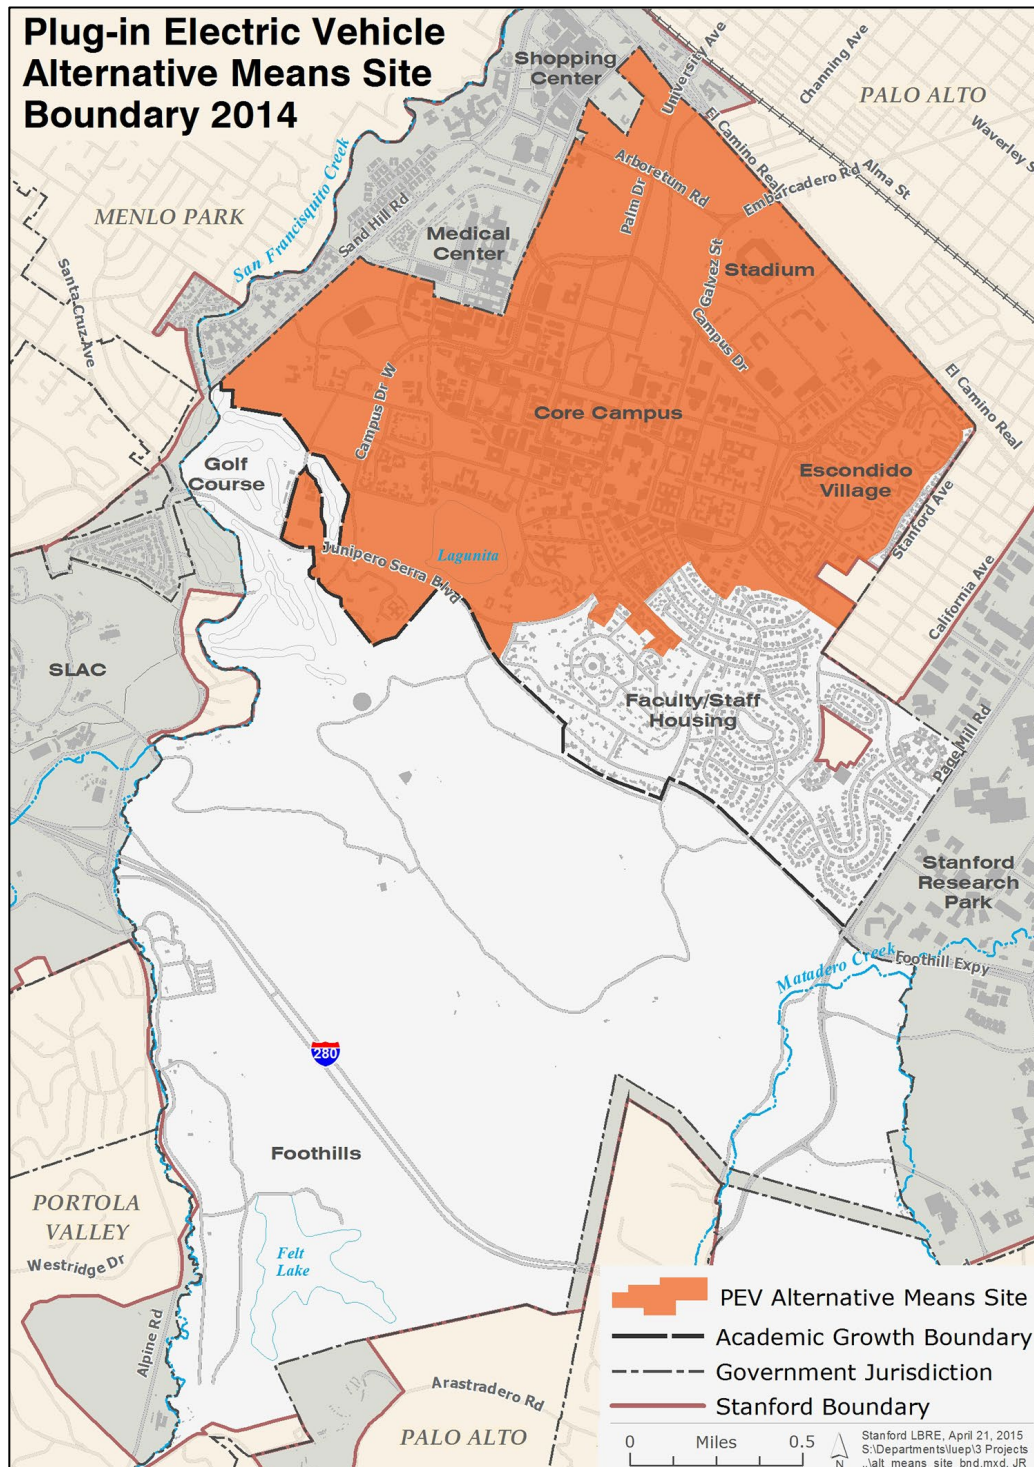 Plug-in Electric Vehicle
Alternative Means Site
Boundary 2014
Shopping
Center
University Ave
Channing Ave
PALO ALTO
Waverley S
El Camino Real
Alma St
Embarcadero Rd
Arboretum Rd
Palm Dr
San Francisquito Creek
MENLO PARK
Sand Hill Rd
Medical
Center
Galvez St
Stadium
Santa Cruz Ave
Campus Dr
El Camino Real
Campus Dr W
Core Campus
Golf
Course
Escondido
Village
Stanford Ave
Lagunita
Junipero Serra Blvd
California Ave
SLAC
Faculty/Staff
Housing
Page Mill Rd
Stanford
Research
Park
Matadero Creek
Foothill Expy
280
Foothills
PORTOLA
VALLEY
Westridge Dr
Felt
Lake
Alpine Rd
Arastradero Rd
PALO ALTO
PEV Alternative Means Site
Academic Growth Boundary
Government Jurisdiction
Stanford Boundary
0 Miles 0.5
N
Stanford LBRE, April 21, 2015
S:\Departments\luep\3 Projects
..\alt_means_site_bnd.mxd, JR